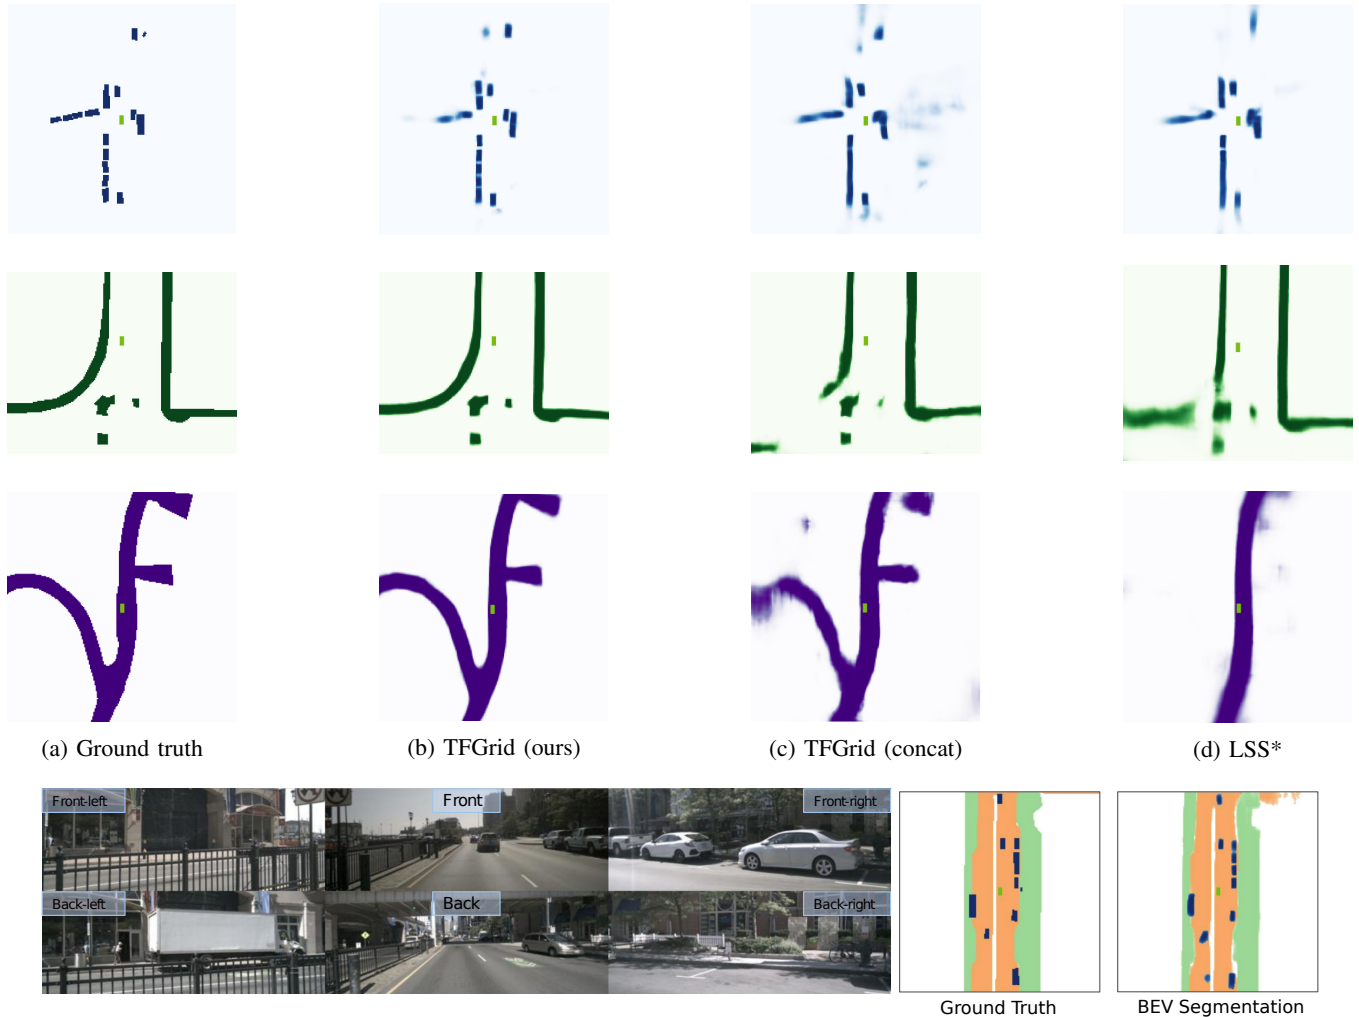 (a) Ground truth
(b) TFGrid (ours)
(c) TFGrid (concat)
(d) LSS*
Front-left
Front
Front-right
Back-left
Back
Back-right
Ground Truth
BEV Segmentation